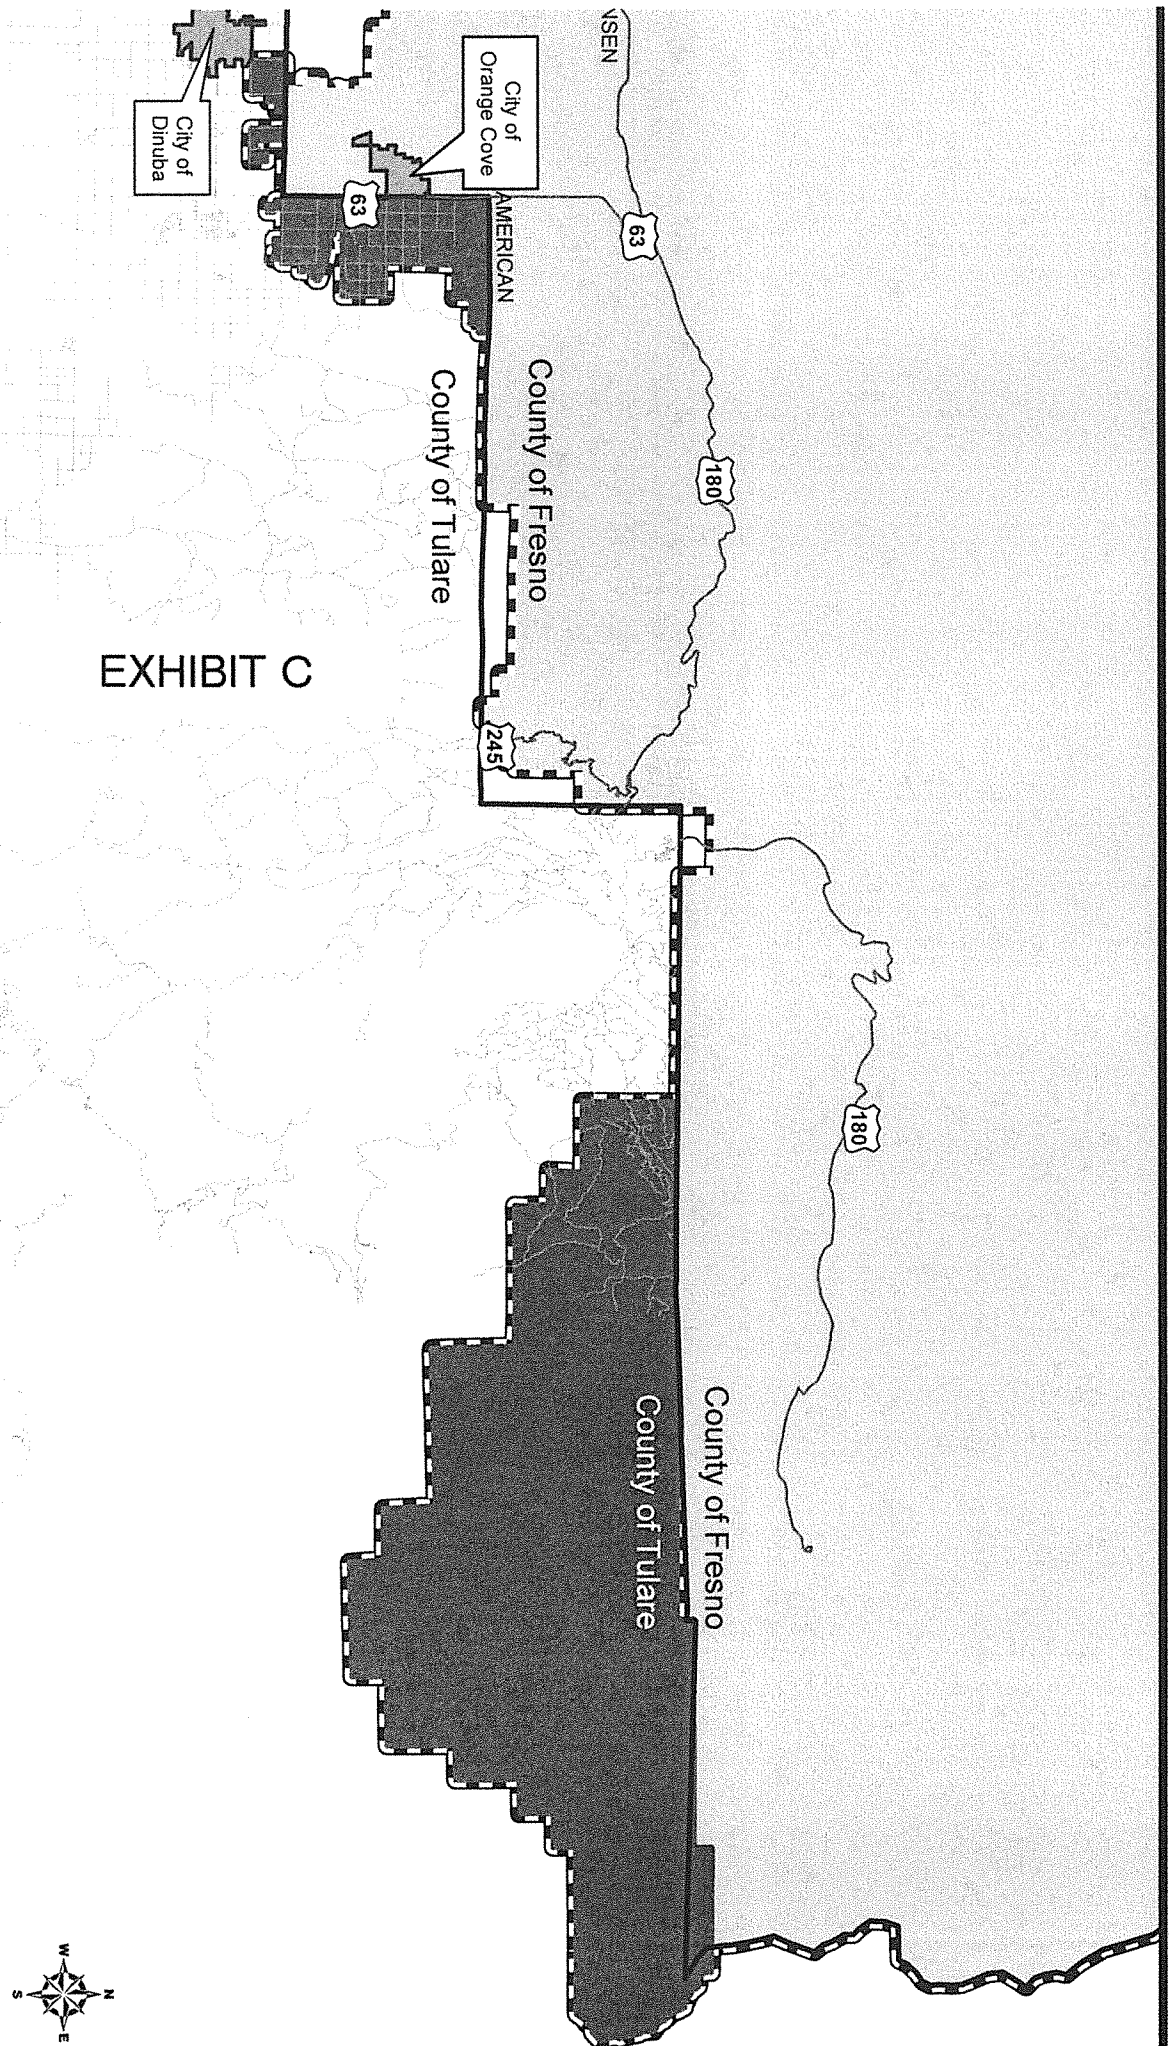 NSEN
City of
Orange Cove
City of
Dinuba
63
AMERICAN
63
180
County of Fresno
County of Tulare
245
EXHIBIT C
180
County of Fresno
County of Tulare
N
W
E
S